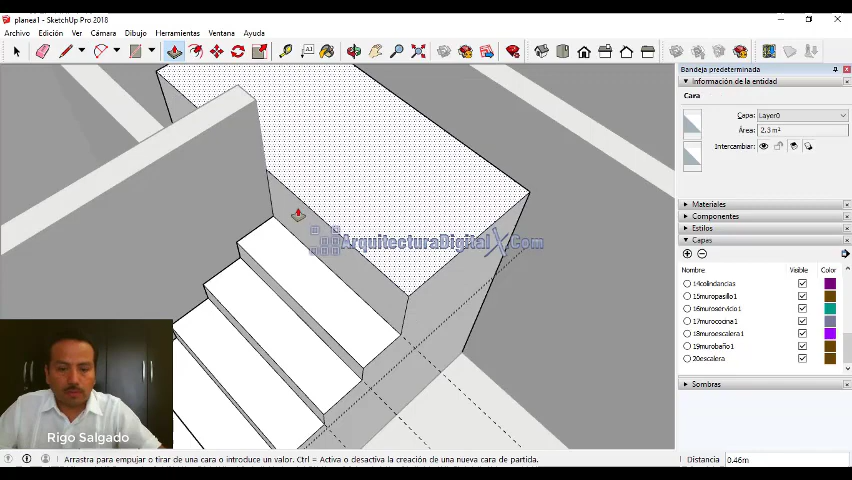 planea1 - SketchUp Pro 2018
Archivo Edición Ver Cámara Dibujo Herramientas Ventana Ayuda
Bandeja predeterminada
Información de la entidad
Cara
Capa: Layer0
Área: 2.3 m²
Intercambiar:
Materiales
Componentes
Estilos
Capas
Nombre Visible Color
14colindancias
15muropasillo1
16muroservido1
17murococina1
18muroescalera1
19murobaño1
20escalera
Sombras
ArquitecturaDigitalX.Com
Rigo Salgado
Arrastra para empujar o tirar de una cara o introduce un valor. Ctrl = Activa o desactiva la creación de una nueva cara de partida.
Distancia 0.46m